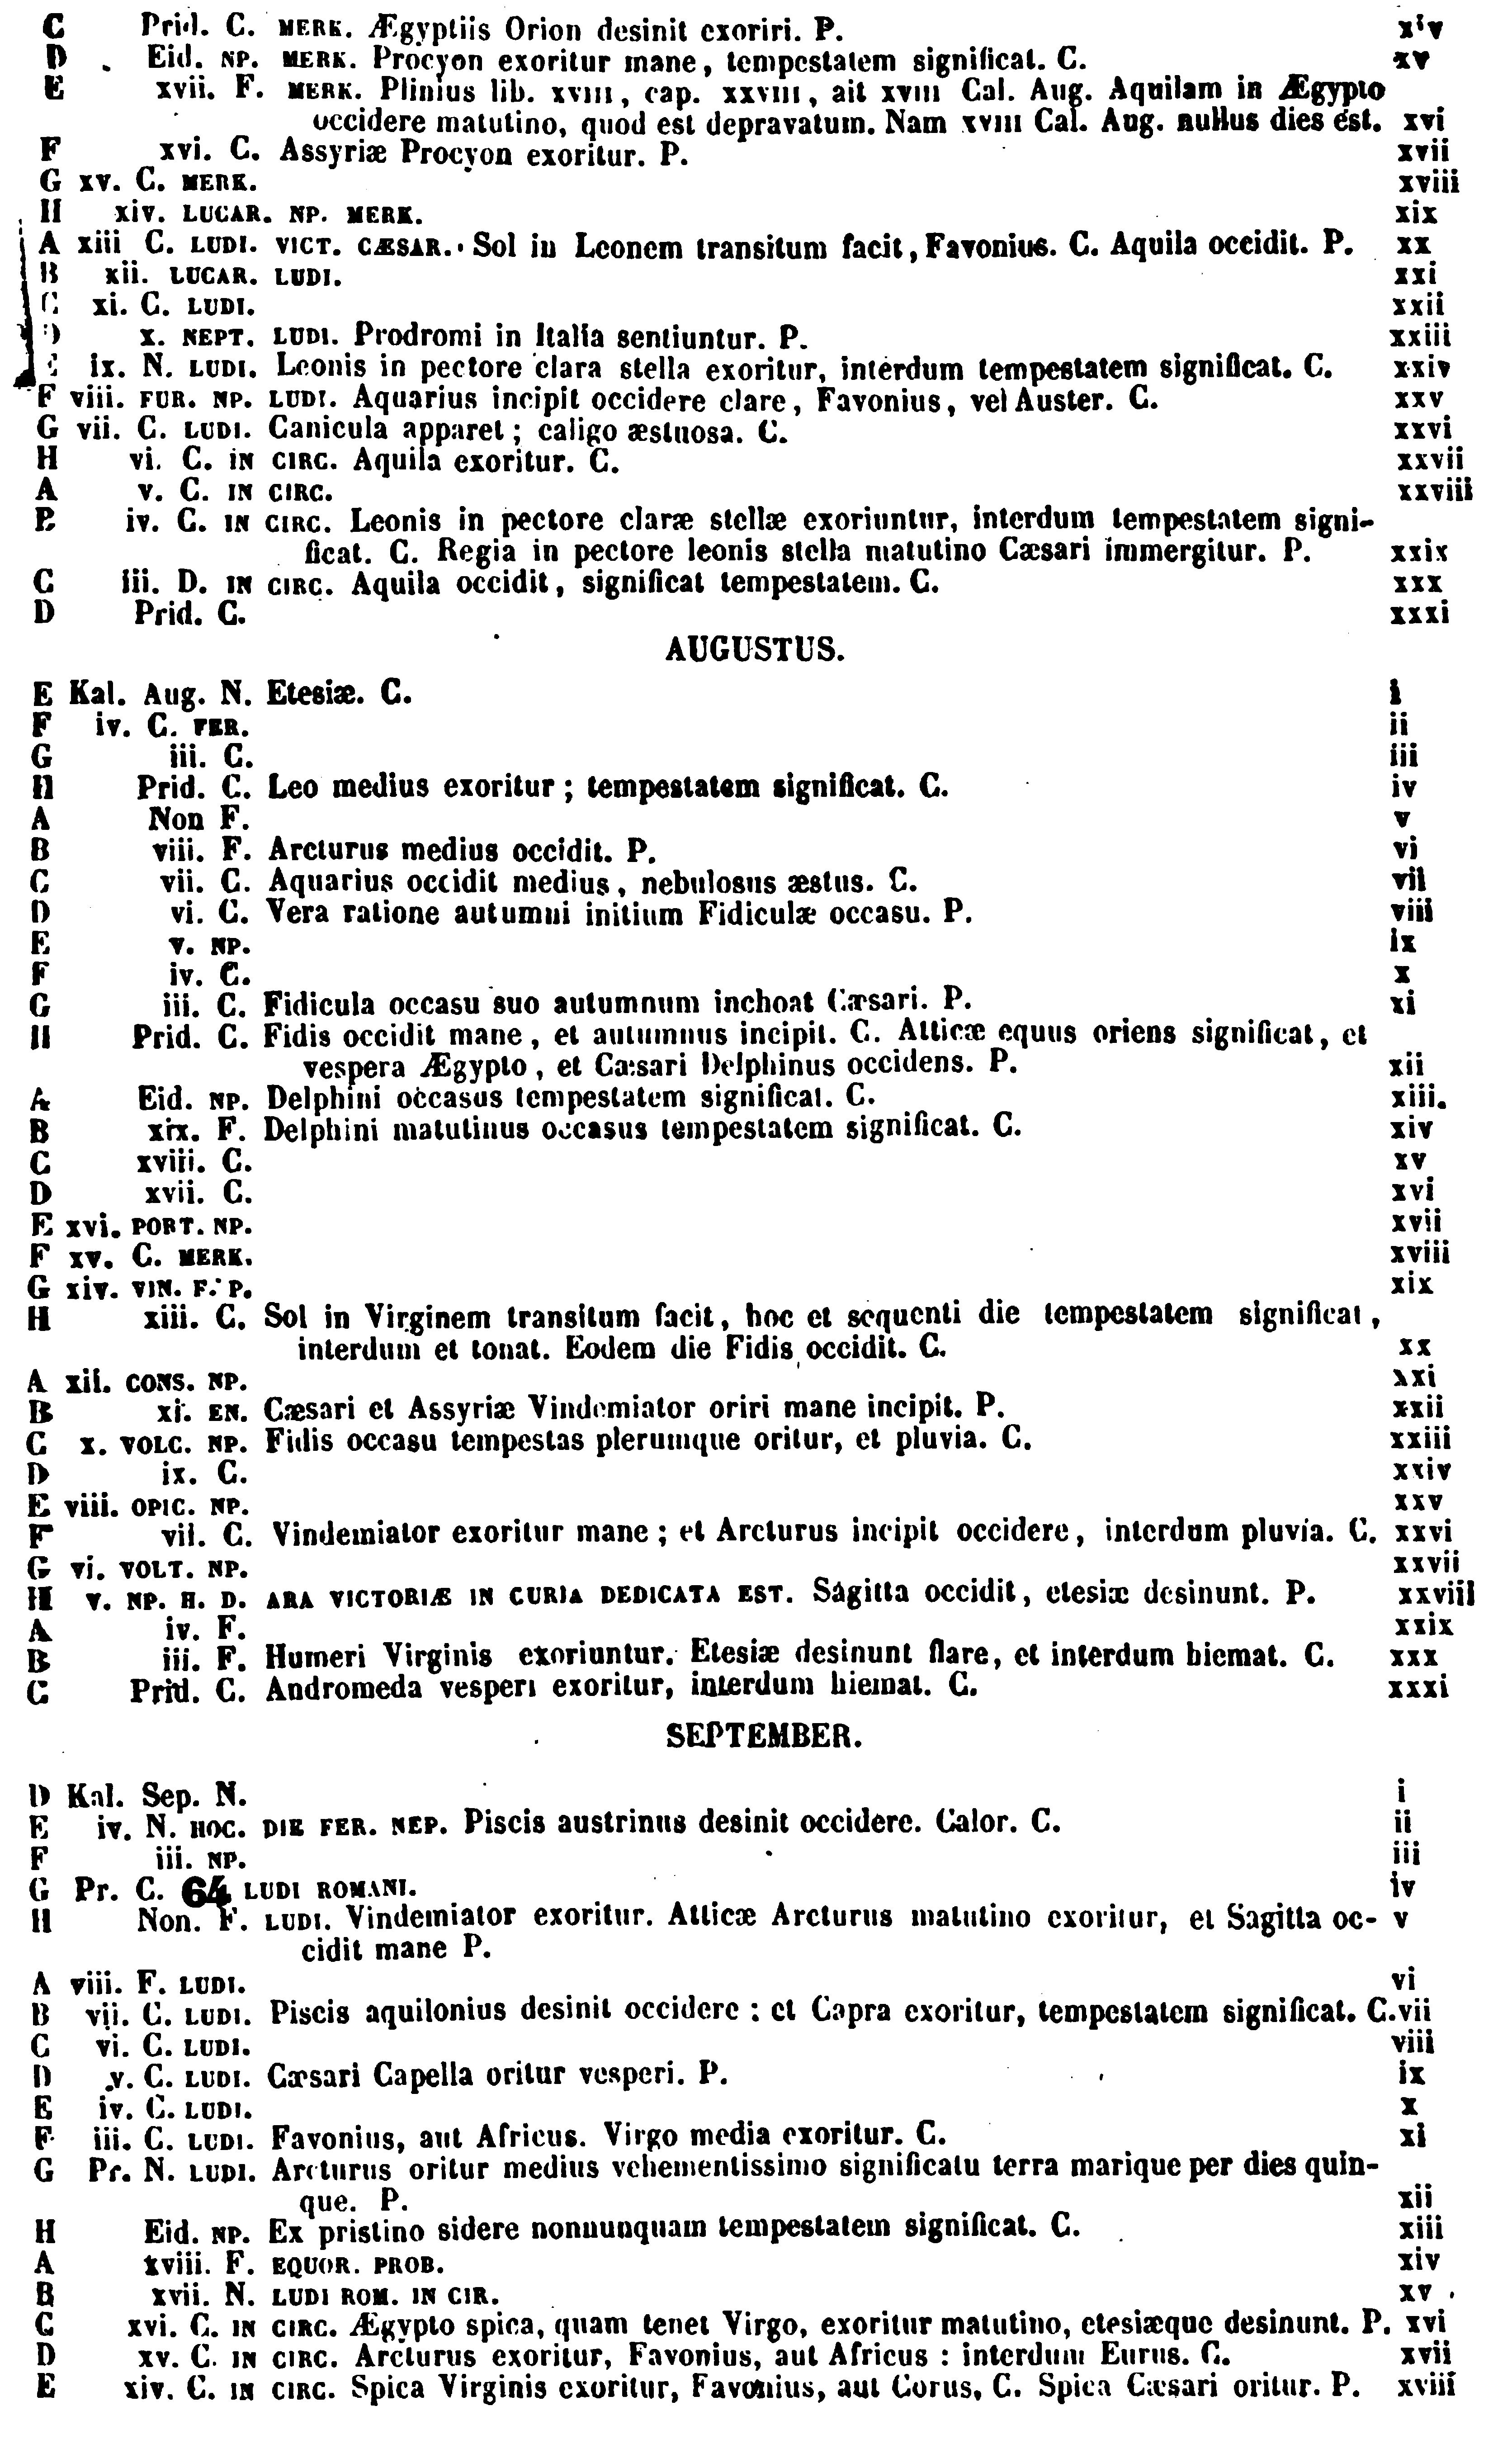 C Prid. C. MERK. Ægyptiis Orion desinit exoriri. P. xiv
D Eid. NP. MERK. Procyon exoritur mane, tempestatem significat. C. xv
E xvii. F. MERK. Plinius lib. XVIII, cap. XXVIII, ait XVIII Cal. Aug. Aquilam in Ægypto
occidere matutino, quod est depravatum. Nam XVIII Cal. Aug. nullus dies est. xvi
F xvi. C. Assyriæ Procyon exoritur. P. xvii
G xv. C. MERK. xviii
H xiv. LUCAR. NP. MERK. xix
A xiii C. LUDI. VICT. CÆSAR. Sol in Leonem transitum facit, Favonius. C. Aquila occidit. P. xx
B xii. LUCAR. LUDI. xxi
C xi. C. LUDI. xxii
D x. NEPT. LUDI. Prodromi in Italia sentiuntur. P. xxiii
E ix. N. LUDI. Leonis in pectore clara stella exoritur, interdum tempestatem significat. C. xxiv
F viii. FUR. NP. LUDI. Aquarius incipit occidere clare, Favonius, vel Auster. C. xxv
G vii. C. LUDI. Canicula apparet; caligo æstuosa. C. xxvi
H vi. C. IN CIRC. Aquila exoritur. C. xxvii
A v. C. IN CIRC. xxviii
B iv. C. IN CIRC. Leonis in pectore claræ stellæ exoriuntur, interdum tempestatem signi-
ficat. C. Regia in pectore leonis stella matutino Cæsari immergitur. P. xxix
C iii. D. IN CIRC. Aquila occidit, significat tempestatem. C. xxx
D Prid. C. xxxi
AUGUSTUS.
E Kal. Aug. N. Etesiæ. C. i
F iv. C. FER. ii
G iii. C. iii
H Prid. C. Leo medius exoritur; tempestatem significat. C. iv
A Non F. v
B viii. F. Arcturus medius occidit. P. vi
C vii. C. Aquarius occidit medius, nebulosus æstus. C. vii
D vi. C. Vera ratione autumni initium Fidiculæ occasu. P. viii
E v. NP. ix
F iv. C. x
G iii. C. Fidicula occasu suo autumnum inchoat Cæsari. P. xi
H Prid. C. Fidis occidit mane, et autumnus incipit. C. Atticæ equus oriens significat, et
vespera Ægypto, et Cæsari Delphinus occidens. P. xii
A Eid. NP. Delphini occasus tempestatem significat. C. xiii.
B xix. F. Delphini matutinus occasus tempestatem significat. C. xiv
C xviii. C. xv
D xvii. C. xvi
E xvi. PORT. NP. xvii
F xv. C. MERK. xviii
G xiv. VIN. F. P. xix
H xiii. C. Sol in Virginem transitum facit, hoc et sequenti die tempestatem significat,
interdum et tonat. Eodem die Fidis occidit. C. xx
A xii. CONS. NP. xxi
B xi. EN. Cæsari et Assyriæ Vindemiator oriri mane incipit. P. xxii
C x. VOLC. NP. Fidis occasu tempestas plerumque oritur, et pluvia. C. xxiii
D ix. C. xxiv
E viii. OPIC. NP. xxv
F vii. C. Vindemiator exoritur mane; et Arcturus incipit occidere, interdum pluvia. C. xxvi
G vi. VOLT. NP. xxvii
H v. NP. H. D. ARA VICTORIÆ IN CURIA DEDICATA EST. Sagitta occidit, etesiæ desinunt. P. xxviii
A iv. F. xxix
B iii. F. Humeri Virginis exoriuntur. Etesiæ desinunt flare, et interdum hiemat. C. xxx
C Prid. C. Andromeda vesperi exoritur, interdum hiemat. C. xxxi
SEPTEMBER.
D Kal. Sep. N. i
E iv. N. HOC. DIE FER. NEP. Piscis austrinus desinit occidere. Calor. C. ii
F iii. NP. iii
G Pr. C. 64 LUDI ROMANI. iv
H Non. F. LUDI. Vindemiator exoritur. Atticæ Arcturus matutino exoritur, et Sagitta oc- v
cidit mane P.
A viii. F. LUDI. vi
B vii. C. LUDI. Piscis aquilonius desinit occidere : et Capra exoritur, tempestatem significat. C. vii
C vi. C. LUDI. viii
D v. C. LUDI. Cæsari Capella oritur vesperi. P. ix
E iv. C. LUDI. x
F iii. C. LUDI. Favonius, aut Africus. Virgo media exoritur. C. xi
G Pr. N. LUDI. Arcturus oritur medius vehementissimo significatu terra marique per dies quin-
que. P. xii
H Eid. NP. Ex pristino sidere nonnunquam tempestatem significat. C. xiii
A xviii. F. EQUOR. PROB. xiv
B xvii. N. LUDI ROM. IN CIR. xv
C xvi. C. IN CIRC. Ægypto spica, quam tenet Virgo, exoritur matutino, etesiæque desinunt. P. xvi
D xv. C. IN CIRC. Arcturus exoritur, Favonius, aut Africus : interdum Eurus. C. xvii
E xiv. C. IN CIRC. Spica Virginis exoritur, Favonius, aut Corus, C. Spica Cæsari oritur. P. xviii